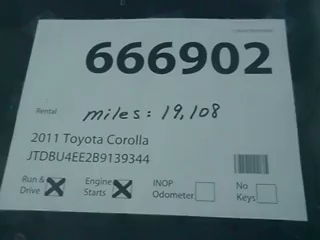 666902
Rental miles: 19,108
2011 Toyota Corolla
JTDBU4EE2B9139344
Run & Drive Engine Starts INOP Odometer No Keys